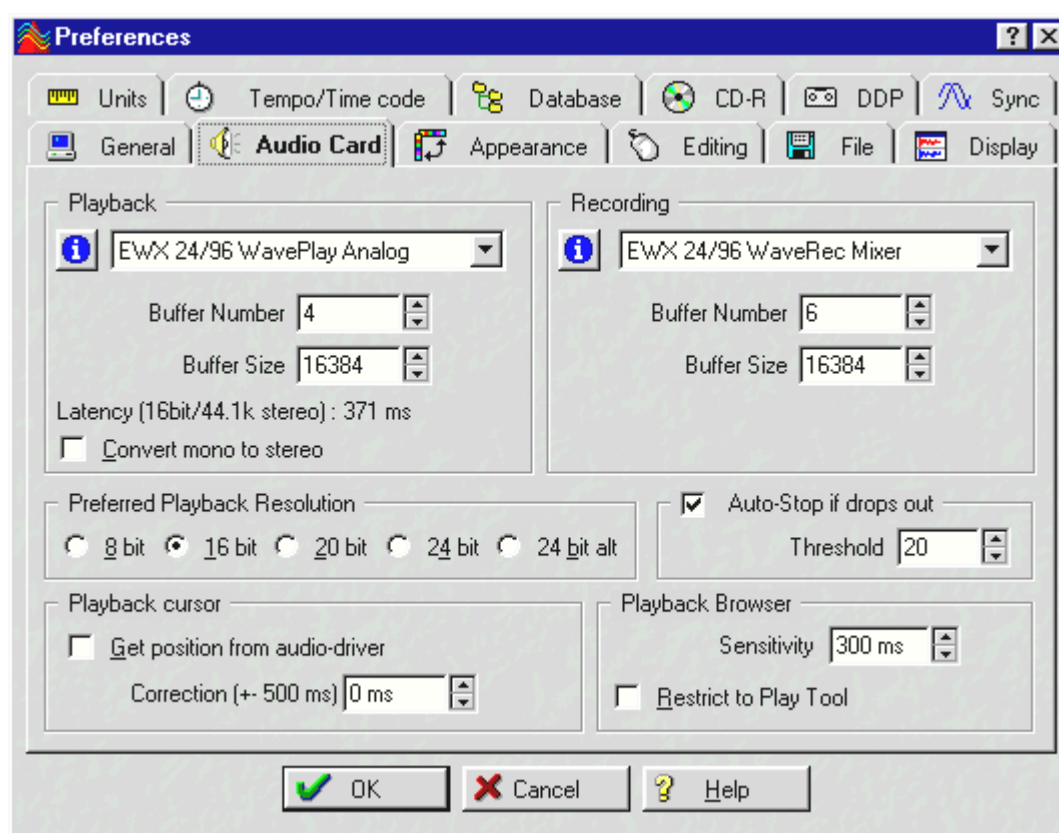 Preferences
Units Tempo/Time code Database CD-R DDP Sync
General Audio Card Appearance Editing File Display
Playback
EWX 24/96 WavePlay Analog
Buffer Number 4
Buffer Size 16384
Latency (16bit/44.1k stereo) : 371 ms
Convert mono to stereo
Recording
EWX 24/96 WaveRec Mixer
Buffer Number 6
Buffer Size 16384
Preferred Playback Resolution
8 bit 16 bit 20 bit 24 bit 24 bit alt
Auto-Stop if drops out
Threshold 20
Playback cursor
Get position from audio-driver
Correction (+- 500 ms) 0 ms
Playback Browser
Sensitivity 300 ms
Restrict to Play Tool
OK Cancel Help